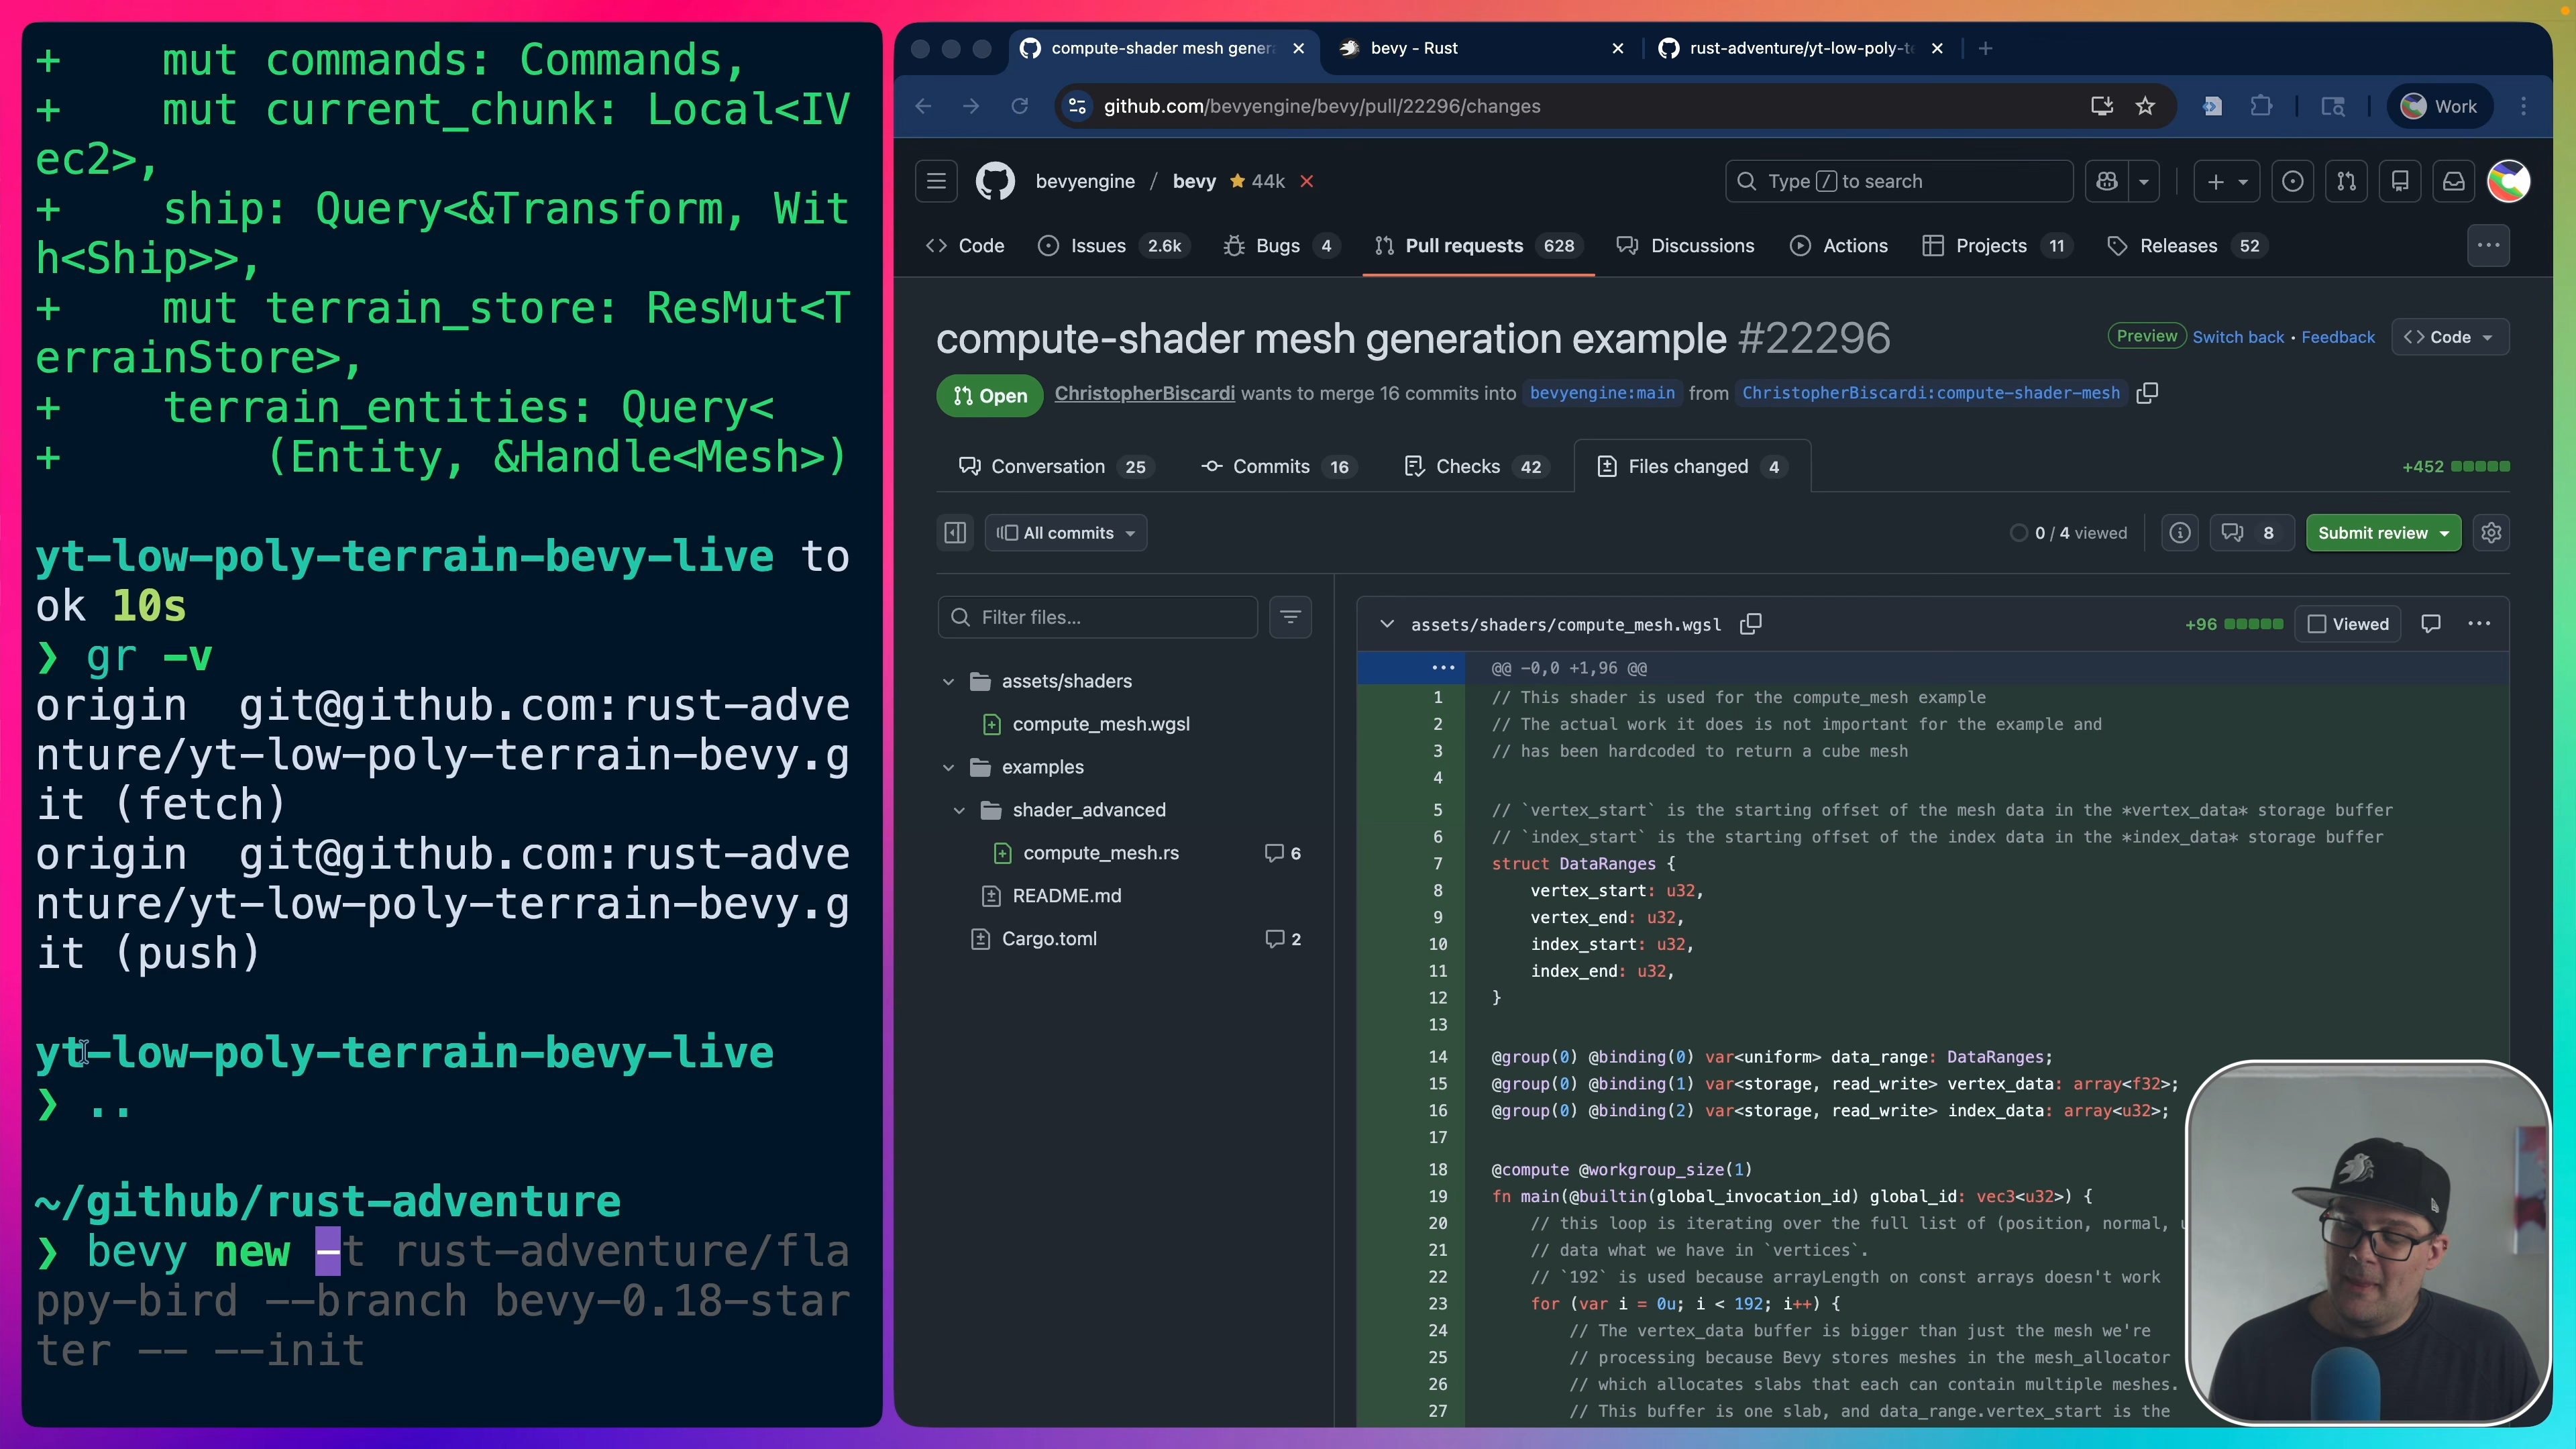 +     mut commands: Commands,
+     mut current_chunk: Local<IV
ec2>,
+     ship: Query<&Transform, Wit
h<Ship>>,
+     mut terrain_store: ResMut<T
errainStore>,
+     terrain_entities: Query<
+         (Entity, &Handle<Mesh>)
yt-low-poly-terrain-bevy-live to
ok 10s
❯ gr -v
origin  git@github.com:rust-adve
nture/yt-low-poly-terrain-bevy.g
it (fetch)
origin  git@github.com:rust-adve
nture/yt-low-poly-terrain-bevy.g
it (push)
yt-low-poly-terrain-bevy-live
❯ ..
~/github/rust-adventure
❯ bevy new -t rust-adventure/fla
ppy-bird --branch bevy-0.18-star
ter -- --init
compute-shader mesh gener
bevy - Rust
rust-adventure/yt-low-poly-te
github.com/bevyengine/bevy/pull/22296/changes
Work
bevyengine / bevy 44k
Type / to search
Code
Issues 2.6k
Bugs 4
Pull requests 628
Discussions
Actions
Projects 11
Releases 52
compute-shader mesh generation example #22296
Preview Switch back • Feedback
Code
Open
ChristopherBiscardi wants to merge 16 commits into bevyengine:main from ChristopherBiscardi:compute-shader-mesh
Conversation 25
Commits 16
Checks 42
Files changed 4
+452
All commits
0 / 4 viewed
8
Submit review
Filter files...
assets/shaders
compute_mesh.wgsl
examples
shader_advanced
compute_mesh.rs 6
README.md
Cargo.toml 2
assets/shaders/compute_mesh.wgsl
+96
Viewed
@@ -0,0 +1,96 @@
1 // This shader is used for the compute_mesh example
2 // The actual work it does is not important for the example and
3 // has been hardcoded to return a cube mesh
4
5 // `vertex_start` is the starting offset of the mesh data in the *vertex_data* storage buffer
6 // `index_start` is the starting offset of the index data in the *index_data* storage buffer
7 struct DataRanges {
8     vertex_start: u32,
9     vertex_end: u32,
10     index_start: u32,
11     index_end: u32,
12 }
13
14 @group(0) @binding(0) var<uniform> data_range: DataRanges;
15 @group(0) @binding(1) var<storage, read_write> vertex_data: array<f32>;
16 @group(0) @binding(2) var<storage, read_write> index_data: array<u32>;
17
18 @compute @workgroup_size(1)
19 fn main(@builtin(global_invocation_id) global_id: vec3<u32>) {
20     // this loop is iterating over the full list of (position, normal,
21     // data what we have in `vertices`.
22     // `192` is used because arrayLength on const arrays doesn't work
23     for (var i = 0u; i < 192; i++) {
24         // The vertex_data buffer is bigger than just the mesh we're
25         // processing because Bevy stores meshes in the mesh_allocator
26         // which allocates slabs that each can contain multiple meshes.
27         // This buffer is one slab, and data_range.vertex_start is the